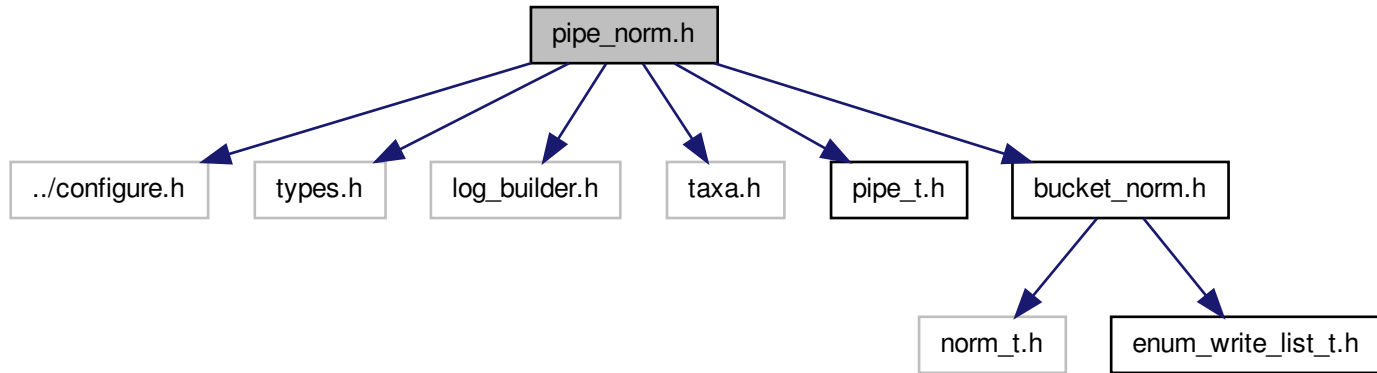 pipe_norm.h
../configure.h
types.h
log_builder.h
taxa.h
pipe_t.h
bucket_norm.h
norm_t.h
enum_write_list_t.h